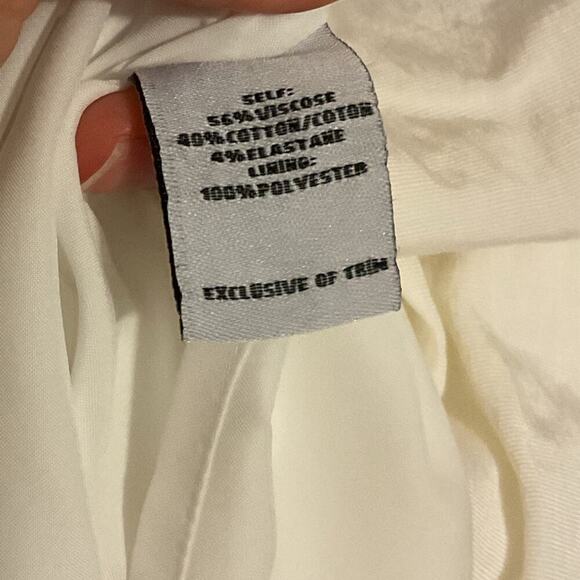 SELF:
56% VISCOSE
40% COTTON/COTON
4% ELASTANE
LINING:
100% POLYESTER
EXCLUSIVE OF TRIM